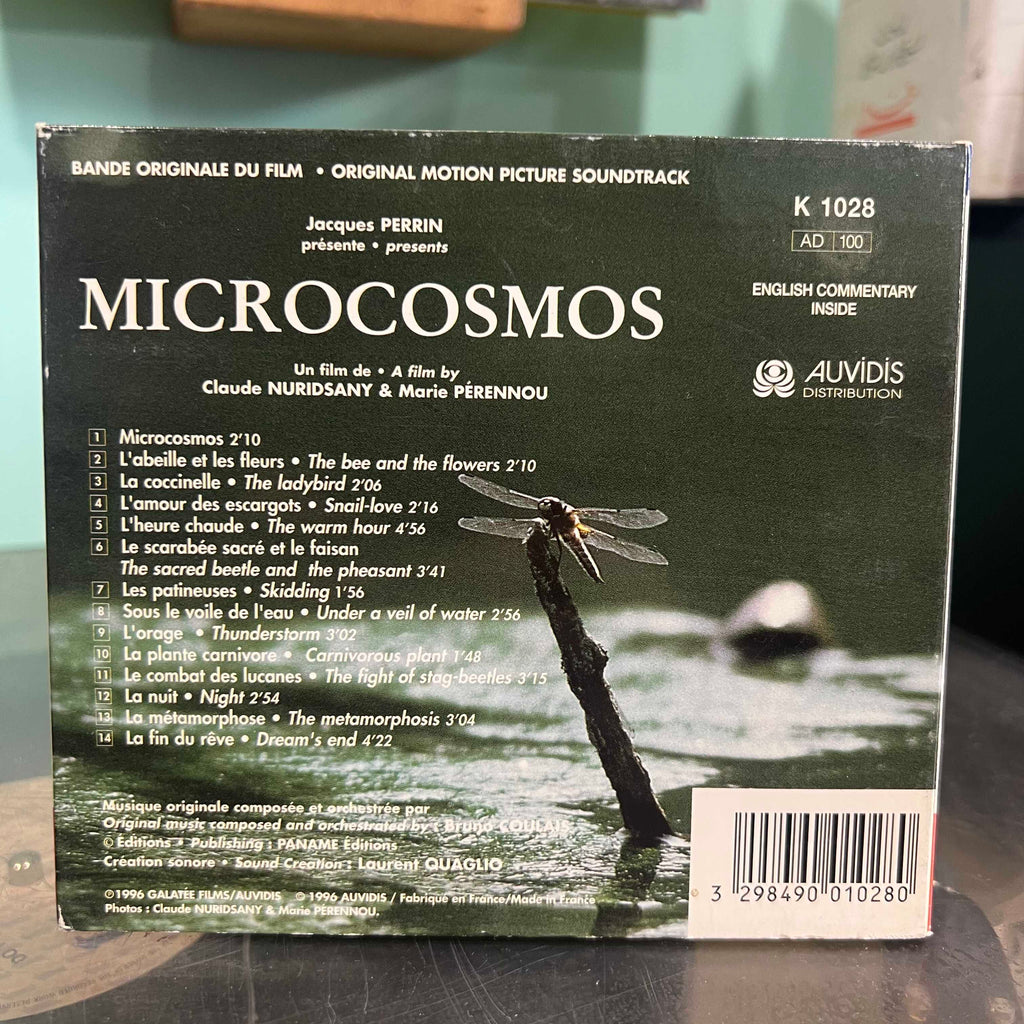 BANDE ORIGINALE DU FILM • ORIGINAL MOTION PICTURE SOUNDTRACK
Jacques PERRIN
présente • presents
MICROCOSMOS
Un film de • A film by
Claude NURIDSANY & Marie PÉRENNOU
K 1028
AD 100
ENGLISH COMMENTARY
INSIDE
AUVIDIS
DISTRIBUTION
1 Microcosmos 2'10
2 L'abeille et les fleurs • The bee and the flowers 2'10
3 La coccinelle • The ladybird 2'06
4 L'amour des escargots • Snail-love 2'16
5 L'heure chaude • The warm hour 4'56
6 Le scarabée sacré et le faisan
The sacred beetle and the pheasant 3'41
7 Les patineuses • Skidding 1'56
8 Sous le voile de l'eau • Under a veil of water 2'56
9 L'orage • Thunderstorm 3'02
10 La plante carnivore • Carnivorous plant 1'48
11 Le combat des lucanes • The fight of stag-beetles 3'15
12 La nuit • Night 2'54
13 La métamorphose • The metamorphosis 3'04
14 La fin du rêve • Dream's end 4'22
Musique originale composée et orchestrée par
Original music composed and orchestrated by : Bruno COULAIS
© Editions • Publishing : PANAME Editions
Création sonore • Sound Creation : Laurent QUAGLIO
℗ 1996 GALATÉE FILMS/AUVIDIS © 1996 AUVIDIS / Fabriqué en France/Made in France
Photos : Claude NURIDSANY & Marie PÉRENNOU.
3 298490 010280